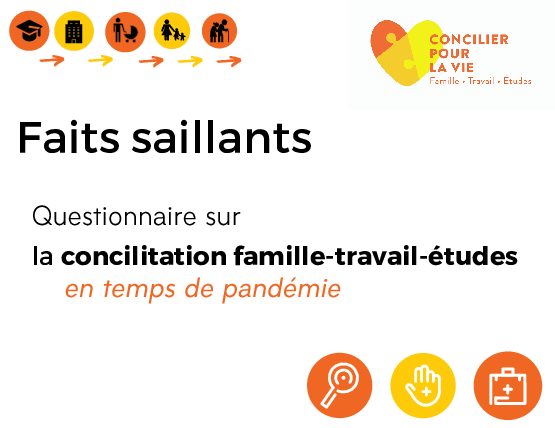 CONCILIER
POUR
LA VIE
Famille • Travail • Études
Faits saillants
Questionnaire sur
la concilitation famille-travail-études
en temps de pandémie